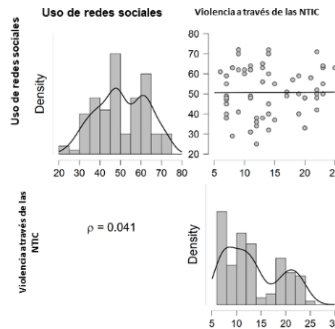 Uso de redes sociales
Violencia a través de las NTIC
Uso de redes sociales
Density
80
70
60
50
40
30
20
20 30 40 50 60 70 80
5 10 15 20
Violencia a través de las
NTIC
ρ = 0.041
Density
5 10 15 20 25